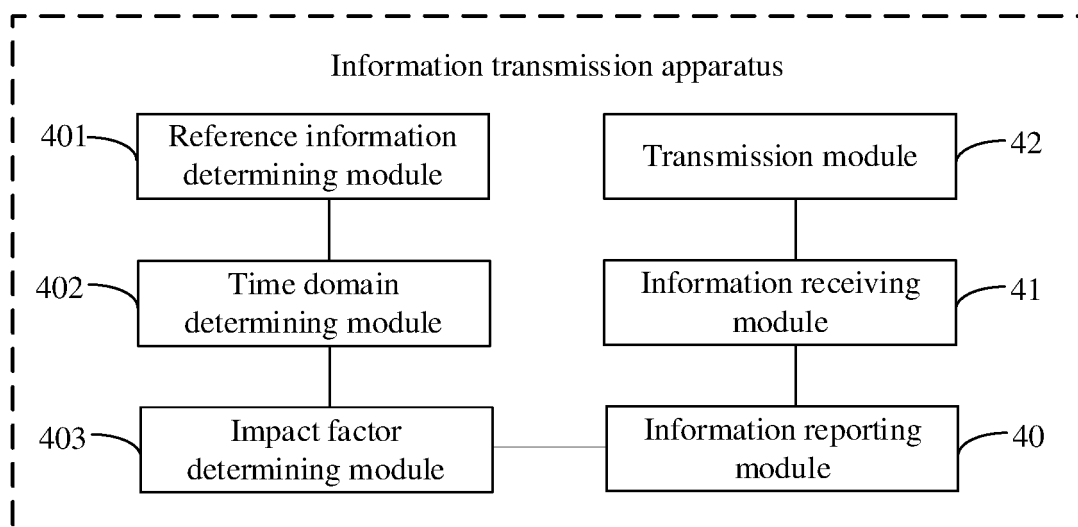 Information transmission apparatus
401
Reference information
determining module
Transmission module
42
402
Time domain
determining module
Information receiving
module
41
403
Impact factor
determining module
Information reporting
module
40